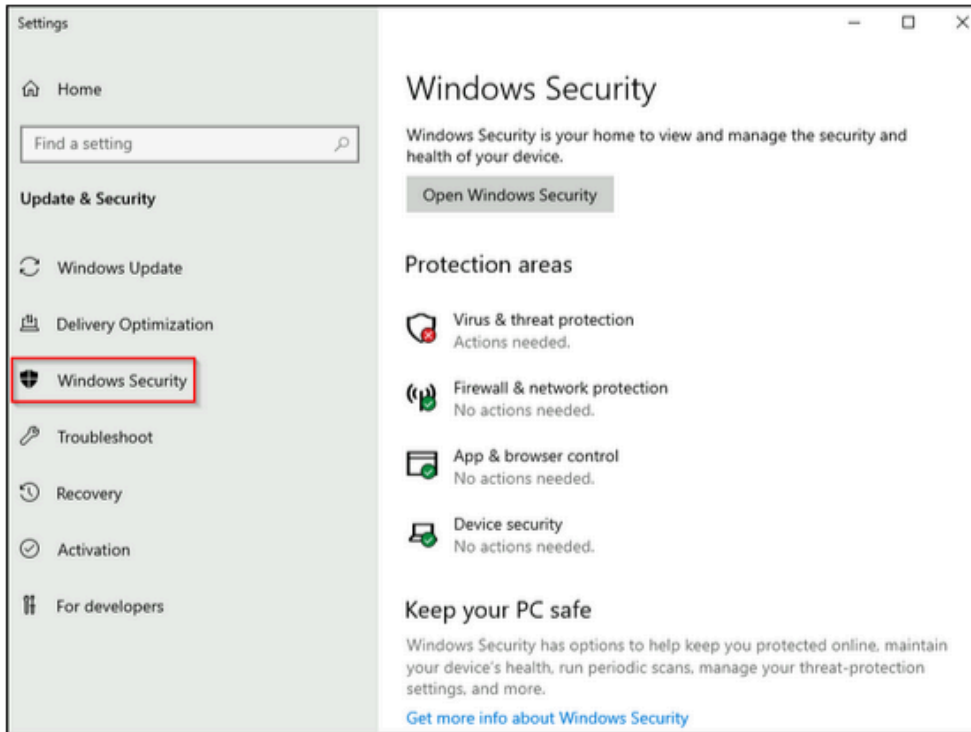 Settings
Home
Find a setting
Update & Security
Windows Update
Delivery Optimization
Windows Security
Troubleshoot
Recovery
Activation
For developers
Windows Security
Windows Security is your home to view and manage the security and
health of your device.
Open Windows Security
Protection areas
Virus & threat protection
Actions needed.
Firewall & network protection
No actions needed.
App & browser control
No actions needed.
Device security
No actions needed.
Keep your PC safe
Windows Security has options to help keep you protected online, maintain
your device's health, run periodic scans, manage your threat-protection
settings, and more.
Get more info about Windows Security